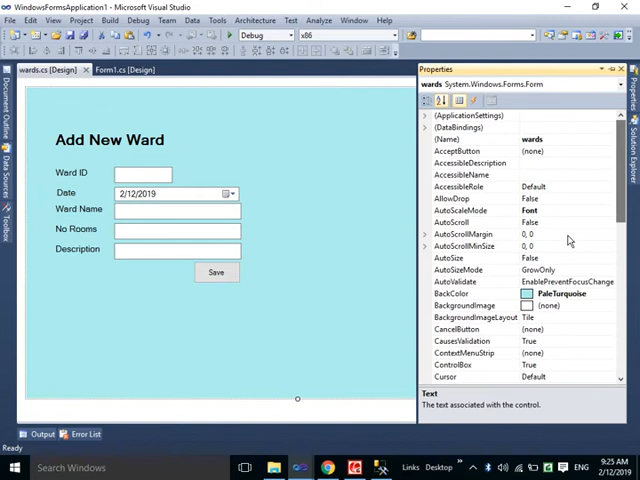 WindowsFormsApplication1 - Microsoft Visual Studio
File Edit View Project Build Debug Team Data Format Tools Architecture Test Analyze Window Help
Debug x86
wards.cs [Design] Form1.cs [Design]
Document Outline
Data Sources
Toolbox
Add New Ward
Ward ID
Date 2/12/2019
Ward Name
No Rooms
Description
Save
Properties
wards System.Windows.Forms.Form
(ApplicationSettings)
(DataBindings)
(Name) wards
AcceptButton (none)
AccessibleDescription
AccessibleName
AccessibleRole Default
AllowDrop False
AutoScaleMode Font
AutoScroll False
AutoScrollMargin 0, 0
AutoScrollMinSize 0, 0
AutoSize False
AutoSizeMode GrowOnly
AutoValidate EnablePreventFocusChange
BackColor PaleTurquoise
BackgroundImage (none)
BackgroundImageLayout Tile
CancelButton (none)
CausesValidation True
ContextMenuStrip (none)
ControlBox True
Cursor Default
Text
The text associated with the control.
Properties
Solution Explorer
Output Error List
Ready
Search Windows
Links Desktop
ENG
9:25 AM
2/12/2019